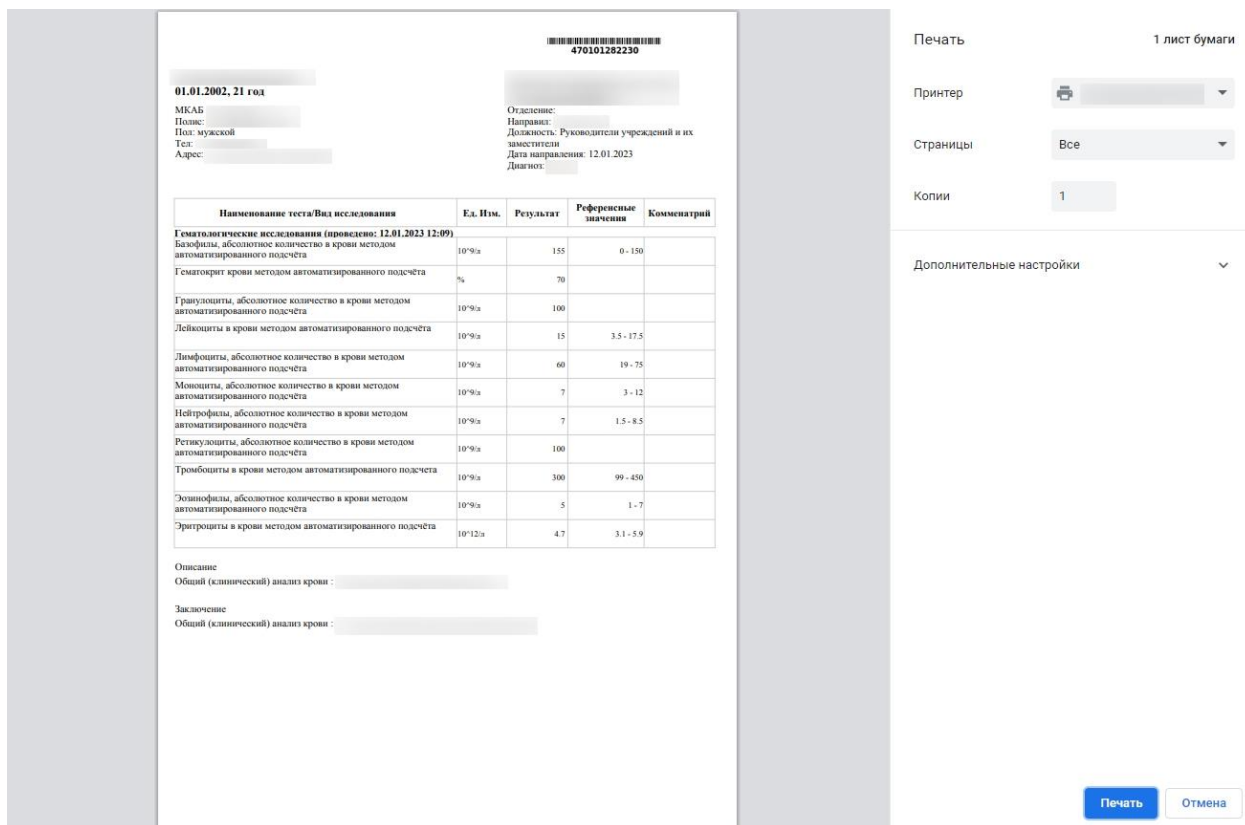 470101282230
01.01.2002, 21 год
МКАБ
Полис:
Пол: мужской
Тел:
Адрес:
Отделение:
Направил:
Должность: Руководители учреждений и их
заместители
Дата направления: 12.01.2023
Диагноз:
Наименование теста/Вид исследования Ед. Изм. Результат Референсные значения Комменатрий
Гематологические исследования (проведено: 12.01.2023 12:09)
Базофилы, абсолютное количество в крови методом
автоматизированного подсчёта 10^9/л 155 0 - 150
Гематокрит крови методом автоматизированного подсчёта
% 70
Гранулоциты, абсолютное количество в крови методом
автоматизированного подсчёта 10^9/л 100
Лейкоциты в крови методом автоматизированного подсчёта
10^9/л 15 3.5 - 17.5
Лимфоциты, абсолютное количество в крови методом
автоматизированного подсчёта 10^9/л 60 19 - 75
Моноциты, абсолютное количество в крови методом
автоматизированного подсчёта 10^9/л 7 3 - 12
Нейтрофилы, абсолютное количество в крови методом
автоматизированного подсчёта 10^9/л 7 1.5 - 8.5
Ретикулоциты, абсолютное количество в крови методом
автоматизированного подсчёта 10^9/л 100
Тромбоциты в крови методом автоматизированного подсчета
10^9/л 300 99 - 450
Эозинофилы, абсолютное количество в крови методом
автоматизированного подсчёта 10^9/л 5 1 - 7
Эритроциты в крови методом автоматизированного подсчёта
10^12/л 4.7 3.1 - 5.9
Описание
Общий (клинический) анализ крови :
Заключение
Общий (клинический) анализ крови :
Печать 1 лист бумаги
Принтер
Страницы Все
Копии 1
Дополнительные настройки
Печать Отмена